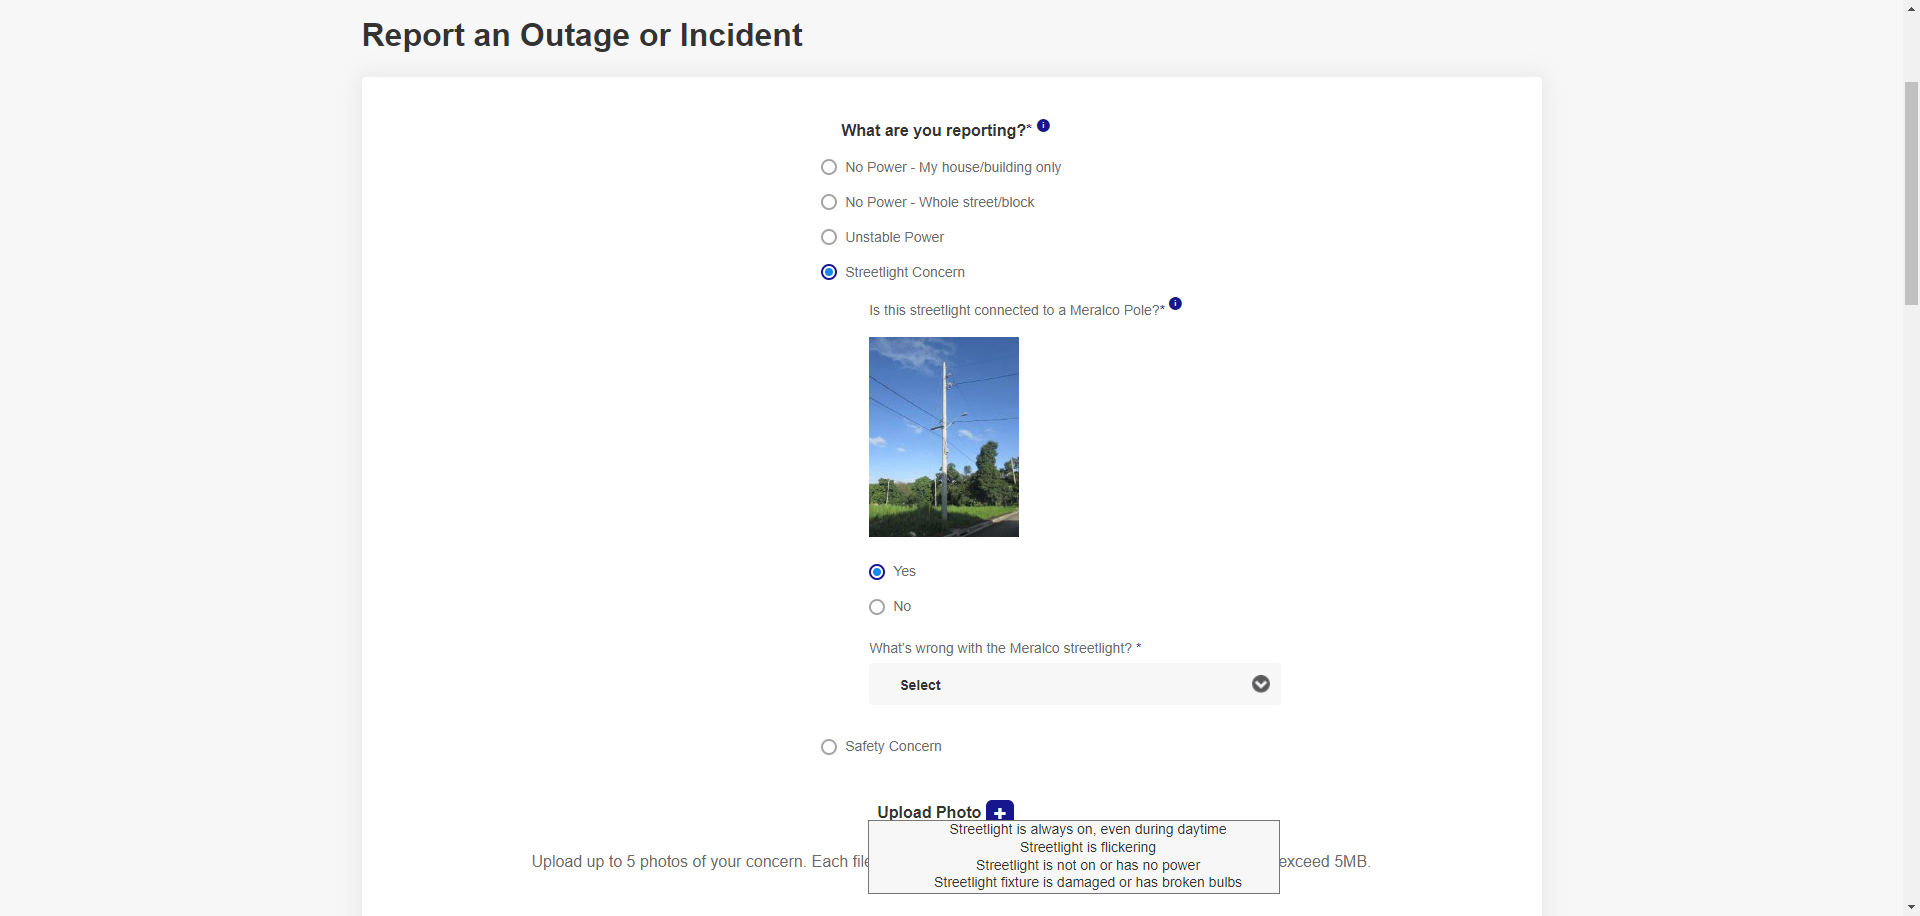 Report an Outage or Incident
What are you reporting?*
No Power - My house/building only
No Power - Whole street/block
Unstable Power
Streetlight Concern
Is this streetlight connected to a Meralco Pole?*
Yes
No
What's wrong with the Meralco streetlight? *
Select
Safety Concern
Upload Photo
Streetlight is always on, even during daytime
Streetlight is flickering
Upload up to 5 photos of your concern. Each file
exceed 5MB.
Streetlight is not on or has no power
Streetlight fixture is damaged or has broken bulbs